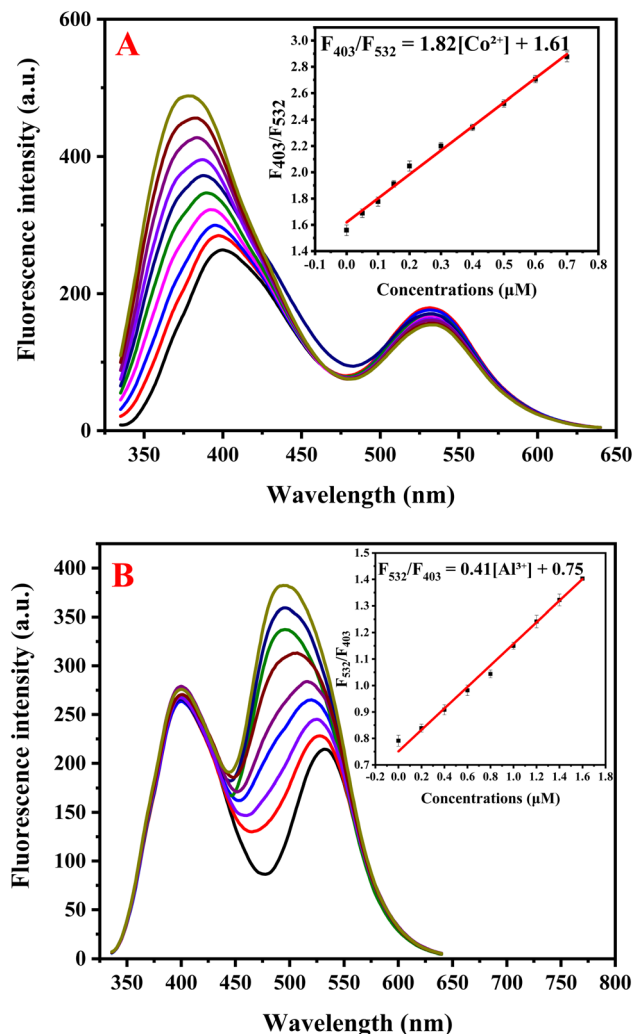 A
F₄₀₃/F₅₃₂ = 1.82[Co²⁺] + 1.61
F₄₀₃/F₅₃₂
3.0
2.8
2.6
2.4
2.2
2.0
1.8
1.6
1.4
-0.1 0.0 0.1 0.2 0.3 0.4 0.5 0.6 0.7 0.8
Concentrations (μM)
Fluorescence intensity (a.u.)
600
400
200
0
350 400 450 500 550 600 650
Wavelength (nm)
B
F₅₃₂/F₄₀₃ = 0.41[Al³⁺] + 0.75
F₅₃₂/F₄₀₃
1.5
1.4
1.3
1.2
1.1
1.0
0.9
0.8
0.7
-0.2 0.0 0.2 0.4 0.6 0.8 1.0 1.2 1.4 1.6 1.8
Concentrations (μM)
Fluorescence intensity (a.u.)
400
350
300
250
200
150
100
50
0
350 400 450 500 550 600 650 700 750 800
Wavelength (nm)